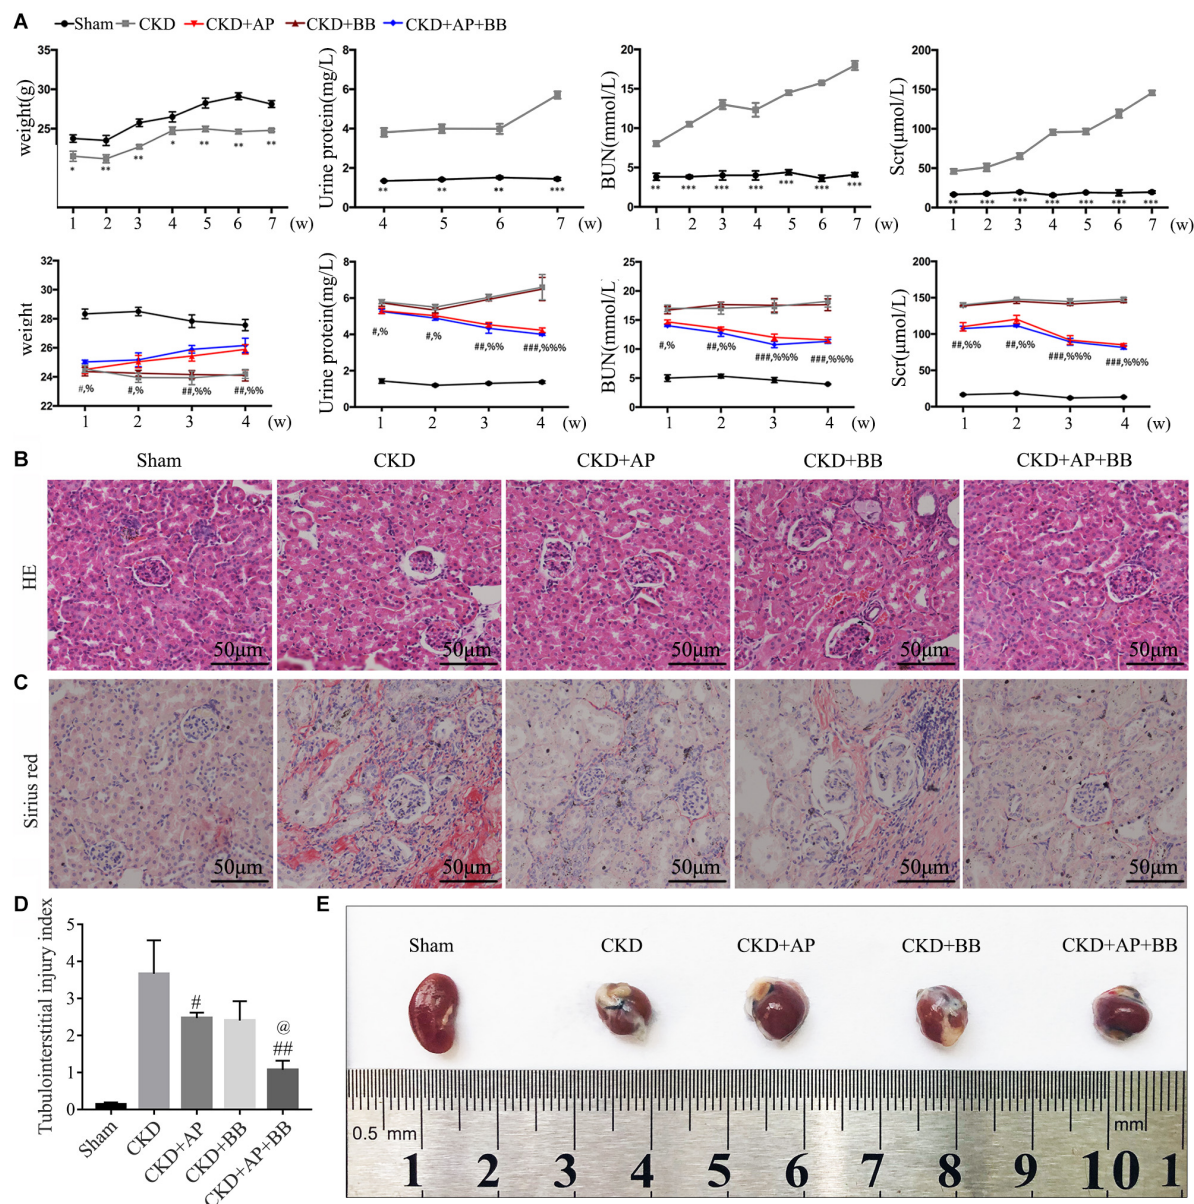 A
Sham CKD CKD+AP CKD+BB CKD+AP+BB
weight(g)
35
30
25
* ** ** * ** ** **
1 2 3 4 5 6 7 (w)
Urine protein(mg/L)
8
6
4
2
0
** ** ** ***
4 5 6 7 (w)
BUN(mmol/L)
20
15
10
5
0
** *** *** *** *** *** ***
1 2 3 4 5 6 7 (w)
Scr(μmol/L)
200
150
100
50
0
** *** *** *** *** *** ***
1 2 3 4 5 6 7 (w)
weight
32
30
28
26
24
22
#,% #,% ##,%% ##,%%
1 2 3 4 (w)
Urine protein(mg/L)
8
6
4
2
0
#,% #,% ##,%% ###,%%%
1 2 3 4 (w)
BUN(mmol/L)
25
20
15
10
5
0
#,% ##,%% ###,%%% ###,%%%
1 2 3 4 (w)
Scr(μmol/L)
200
150
100
50
0
##,%% ##,%% ###,%%% ###,%%%
1 2 3 4 (w)
B
Sham CKD CKD+AP CKD+BB CKD+AP+BB
HE
50μm 50μm 50μm 50μm 50μm
C
Sirius red
50μm 50μm 50μm 50μm 50μm
D
Tubulointerstitial injury index
5
4
3
2
1
0
#
@
##
Sham CKD CKD+AP CKD+BB CKD+AP+BB
E
Sham CKD CKD+AP CKD+BB CKD+AP+BB
0.5 mm mm
1 2 3 4 5 6 7 8 9 10 1